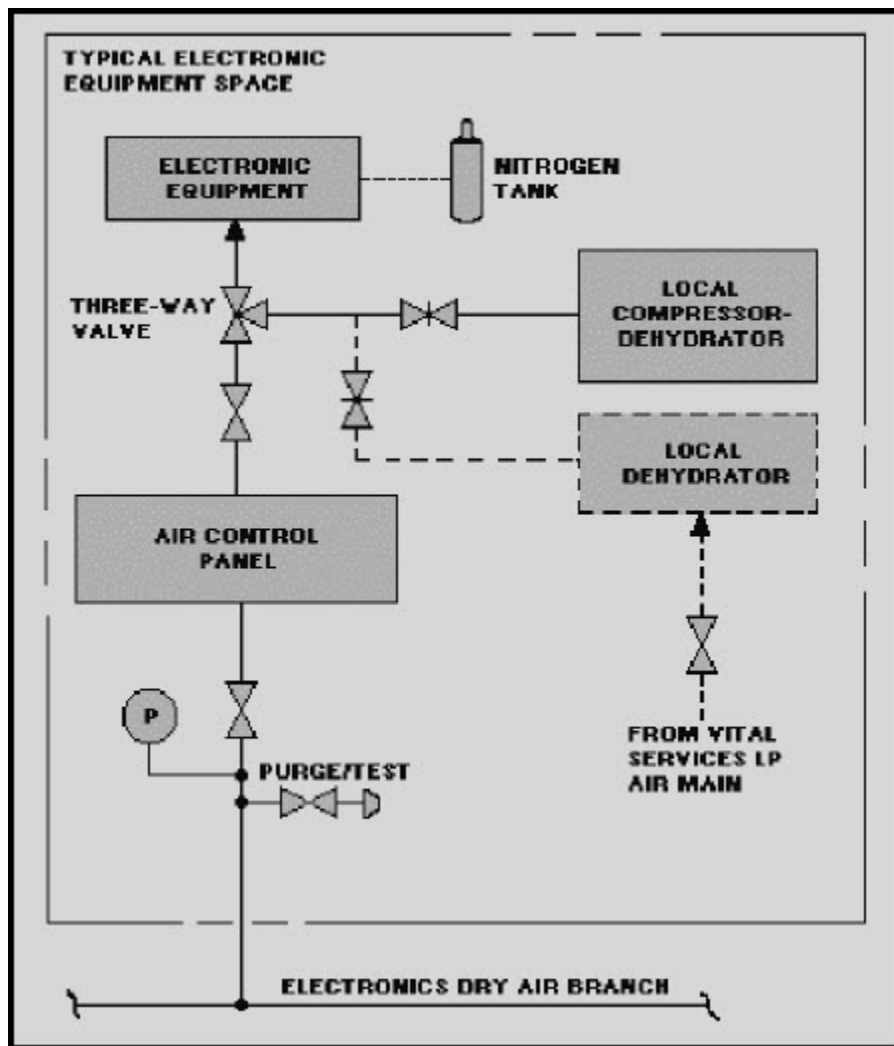 TYPICAL ELECTRONIC
EQUIPMENT SPACE
ELECTRONIC
EQUIPMENT
NITROGEN
TANK
THREE-WAY
VALVE
LOCAL
COMPRESSOR-
DEHYDRATOR
LOCAL
DEHYDRATOR
AIR CONTROL
PANEL
P
PURGE/TEST
FROM VITAL
SERVICES LP
AIR MAIN
ELECTRONICS DRY AIR BRANCH